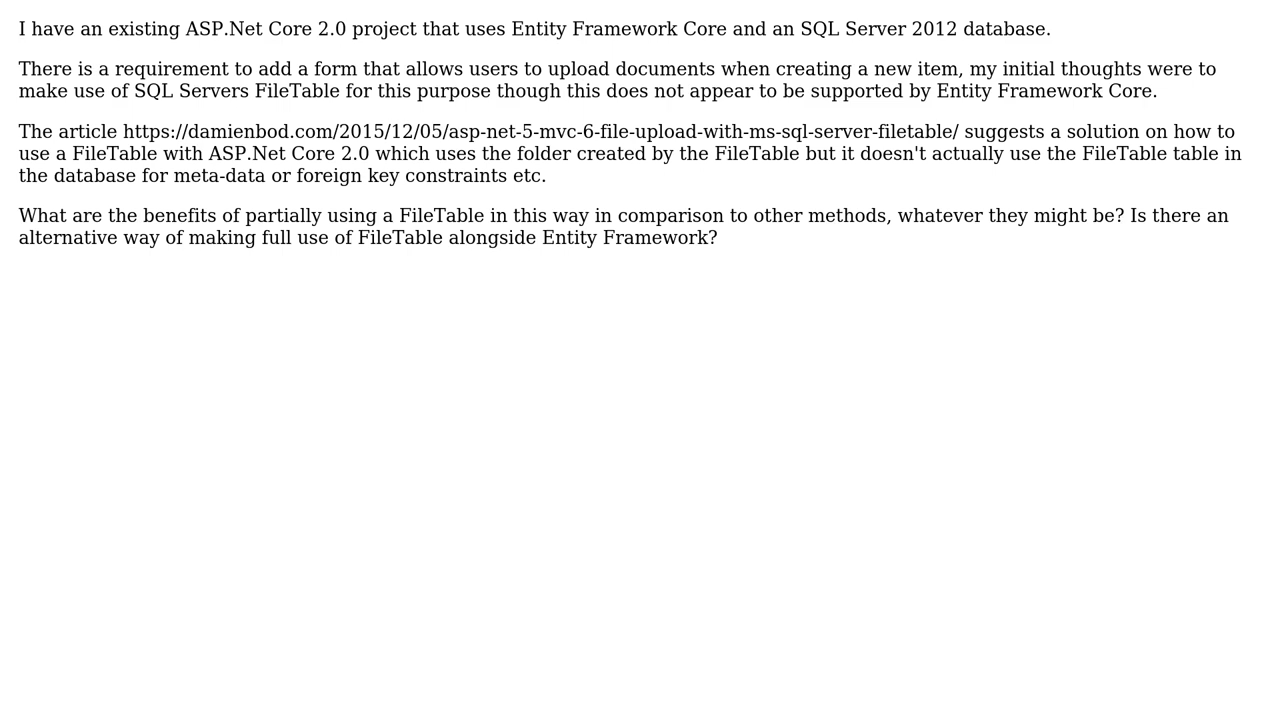 I have an existing ASP.Net Core 2.0 project that uses Entity Framework Core and an SQL Server 2012 database.
There is a requirement to add a form that allows users to upload documents when creating a new item, my initial thoughts were to
make use of SQL Servers FileTable for this purpose though this does not appear to be supported by Entity Framework Core.
The article https://damienbod.com/2015/12/05/asp-net-5-mvc-6-file-upload-with-ms-sql-server-filetable/ suggests a solution on how to
use a FileTable with ASP.Net Core 2.0 which uses the folder created by the FileTable but it doesn't actually use the FileTable table in
the database for meta-data or foreign key constraints etc.
What are the benefits of partially using a FileTable in this way in comparison to other methods, whatever they might be? Is there an
alternative way of making full use of FileTable alongside Entity Framework?